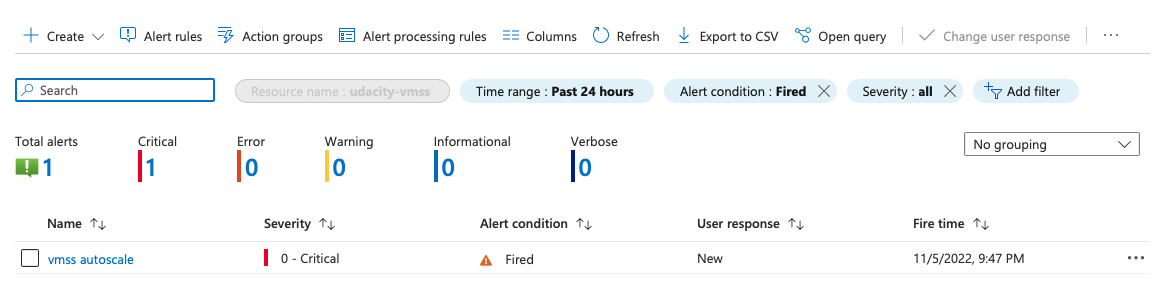 Create Alert rules Action groups Alert processing rules Columns Refresh Export to CSV Open query Change user response ...
Search Resource name : udacity-vmss Time range : Past 24 hours Alert condition : Fired Severity : all Add filter
Total alerts Critical Error Warning Informational Verbose
1 1 0 0 0 0
No grouping
Name Severity Alert condition User response Fire time
vmss autoscale 0 - Critical Fired New 11/5/2022, 9:47 PM ...